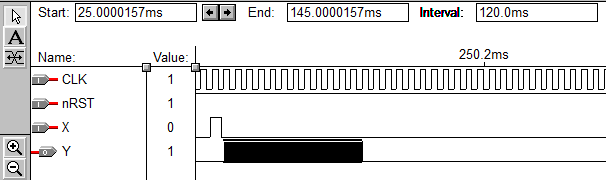 Start: 25.0000157ms End: 145.0000157ms Interval: 120.0ms
A
Name: Value: 250.2ms
I CLK 1
I nRST 1
I X 0
O Y 1